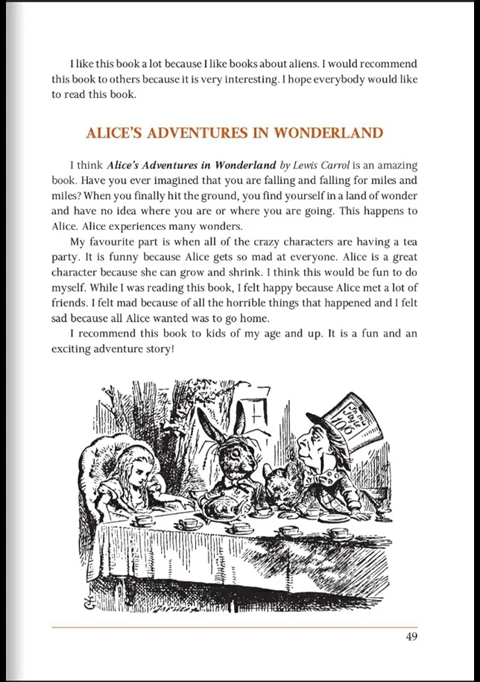 I like this book a lot because I like books about aliens. I would recommend
this book to others because it is very interesting. I hope everybody would like
to read this book.
ALICE'S ADVENTURES IN WONDERLAND
I think Alice's Adventures in Wonderland by Lewis Carrol is an amazing
book. Have you ever imagined that you are falling and falling for miles and
miles? When you finally hit the ground, you find yourself in a land of wonder
and have no idea where you are or where you are going. This happens to
Alice. Alice experiences many wonders.
My favourite part is when all of the crazy characters are having a tea
party. It is funny because Alice gets so mad at everyone. Alice is a great
character because she can grow and shrink. I think this would be fun to do
myself. While I was reading this book, I felt happy because Alice met a lot of
friends. I felt mad because of all the horrible things that happened and I felt
sad because all Alice wanted was to go home.
I recommend this book to kids of my age and up. It is a fun and an
exciting adventure story!
49